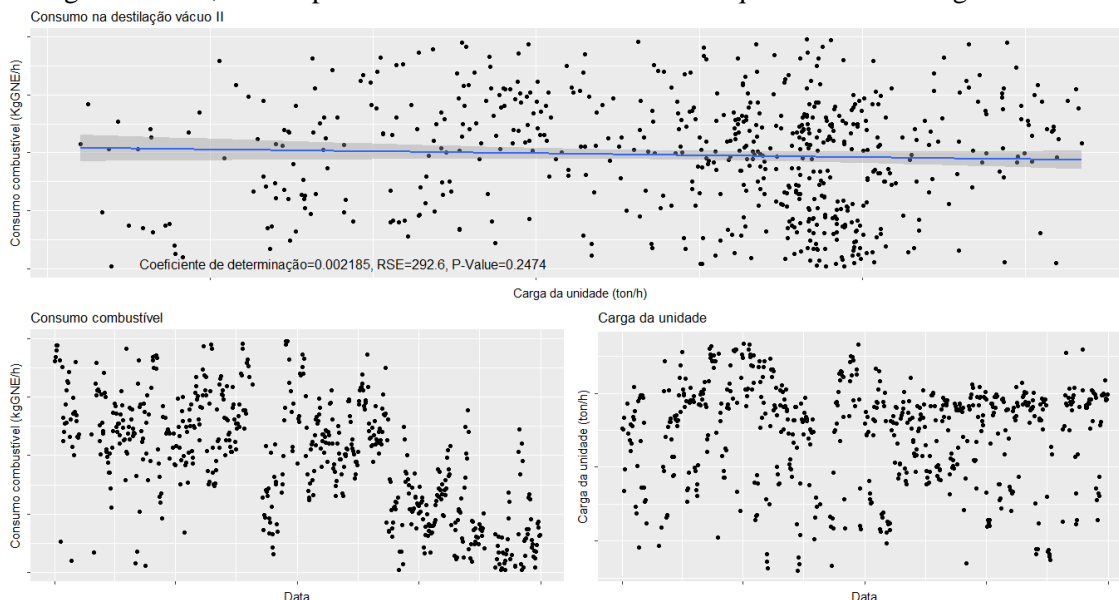 Consumo na destilação vácuo II
Consumo combustível (KgGNE/h)
Coeficiente de determinação=0.002185, RSE=292.6, P-Value=0.2474
Carga da unidade (ton/h)
Consumo combustível
Consumo combustível (kgGNE/h)
Data
Carga da unidade
Carga da unidade (ton/h)
Data